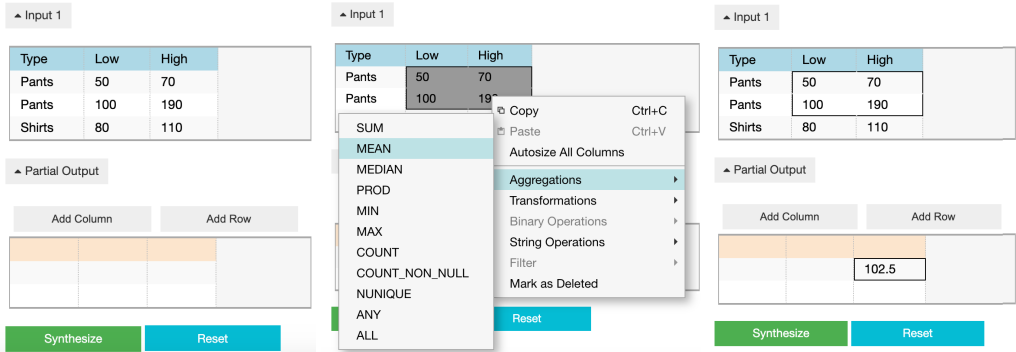 Input 1
Type Low High
Pants 50 70
Pants 100 190
Shirts 80 110
Partial Output
Add Column Add Row
Synthesize Reset
Input 1
Type Low High
Pants 50 70
Pants 100 190
Copy Ctrl+C
Paste Ctrl+V
Autosize All Columns
Aggregations
Transformations
Binary Operations
String Operations
Filter
Mark as Deleted
SUM
MEAN
MEDIAN
PROD
MIN
MAX
COUNT
COUNT_NON_NULL
NUNIQUE
ANY
ALL
Reset
Input 1
Type Low High
Pants 50 70
Pants 100 190
Shirts 80 110
Partial Output
Add Column Add Row
102.5
Synthesize Reset